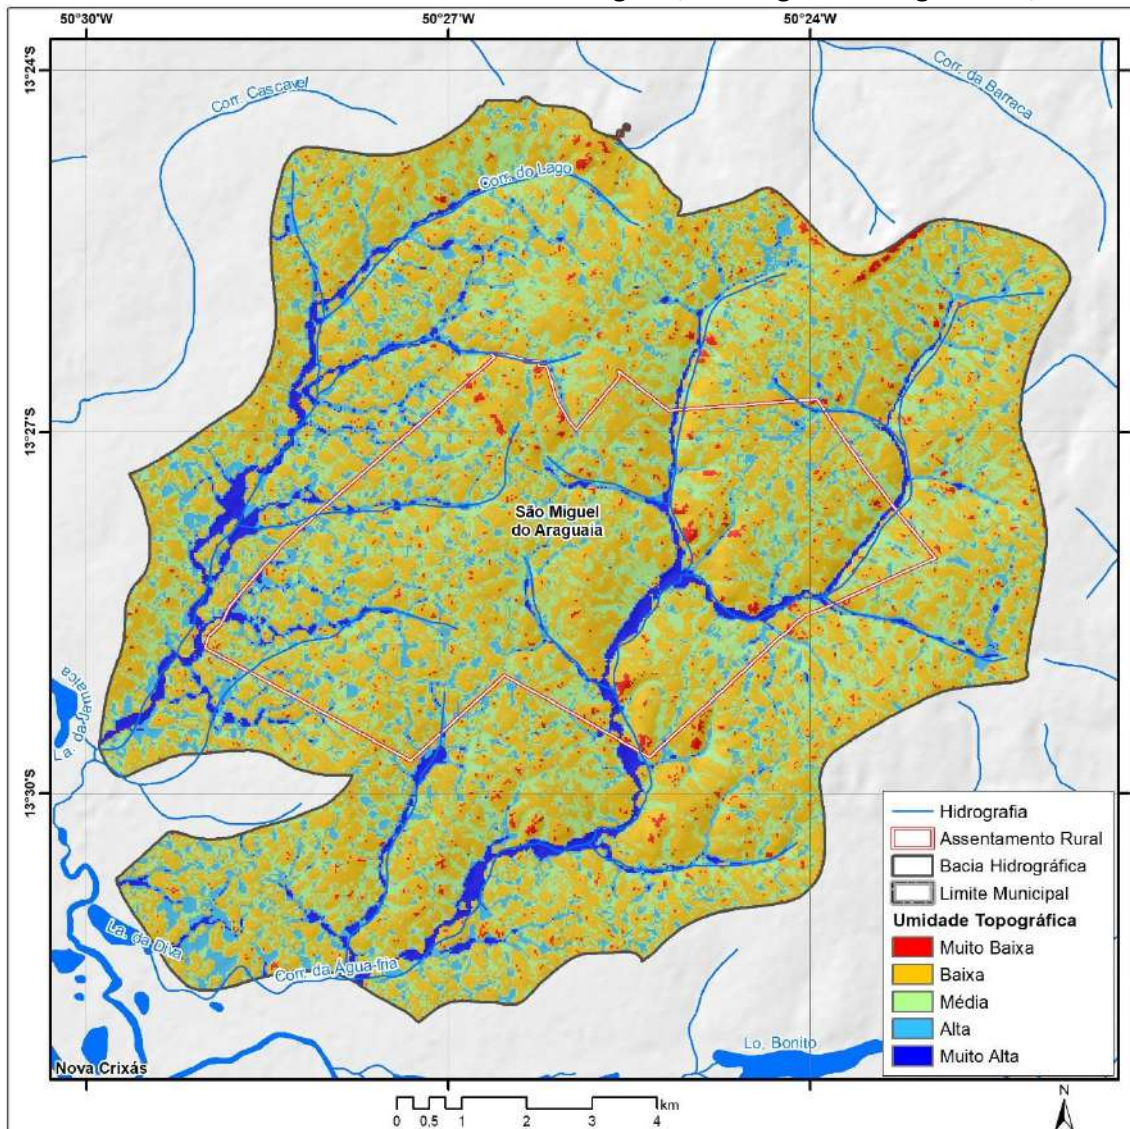 50°30'W
50°27'W
50°24'W
13°24'S
Corr. Cascavel
Corr. da Barraca
Corr. do Lago
13°27'S
São Miguel
do Araguaia
La. da Jamaica
13°30'S
Hidrografia
Assentamento Rural
Bacia Hidrográfica
Limite Municipal
Umidade Topográfica
Muito Baixa
Baixa
Média
Alta
Muito Alta
La. da Diva
Corr. da Água-fria
Lo. Bonito
Nova Crixás
km
0 0,5 1 2 3 4
N